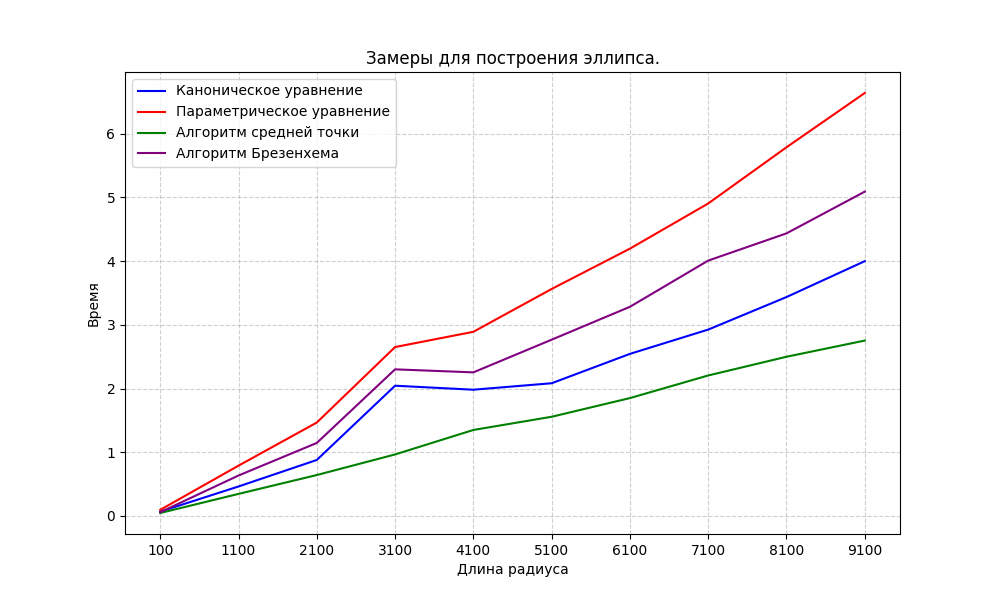 Замеры для построения эллипса.
Каноническое уравнение
Параметрическое уравнение
Алгоритм средней точки
Алгоритм Брезенхема
6
5
4
3
2
1
0
Время
100 1100 2100 3100 4100 5100 6100 7100 8100 9100
Длина радиуса